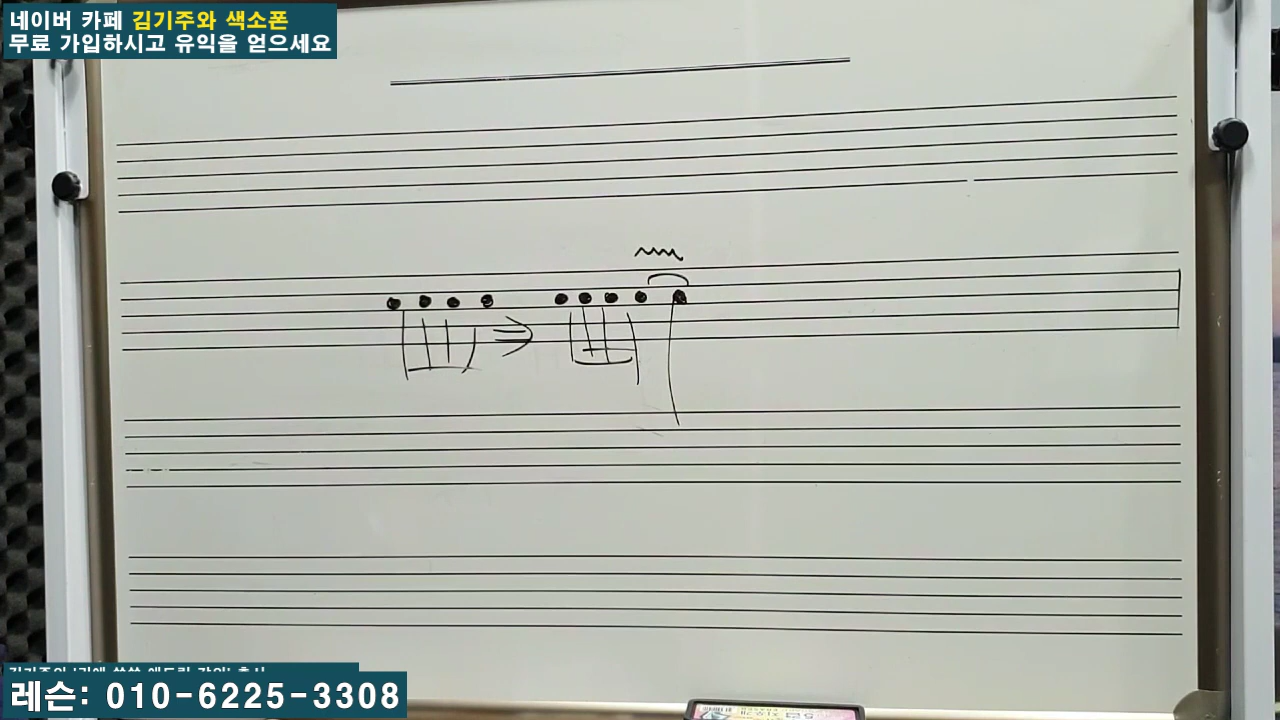 네이버 카페 김기주와 색소폰
무료 가입하시고 유익을 얻으세요
레슨: 010-6225-3308